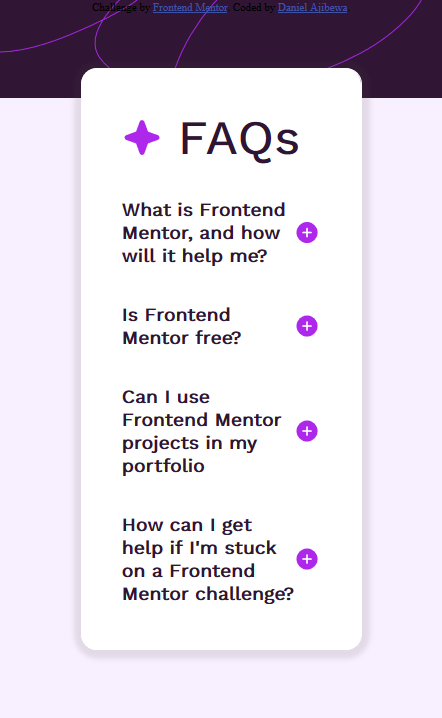 Challenge by Frontend Mentor. Coded by Daniel Ajibewa.
FAQs
What is Frontend
Mentor, and how
will it help me?
Is Frontend
Mentor free?
Can I use
Frontend Mentor
projects in my
portfolio
How can I get
help if I'm stuck
on a Frontend
Mentor challenge?